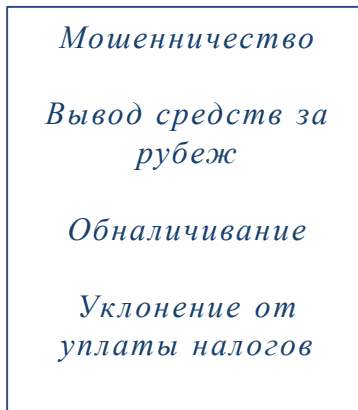 Мошенничество
Вывод средств за
рубеж
Обналичивание
Уклонение от
уплаты налогов